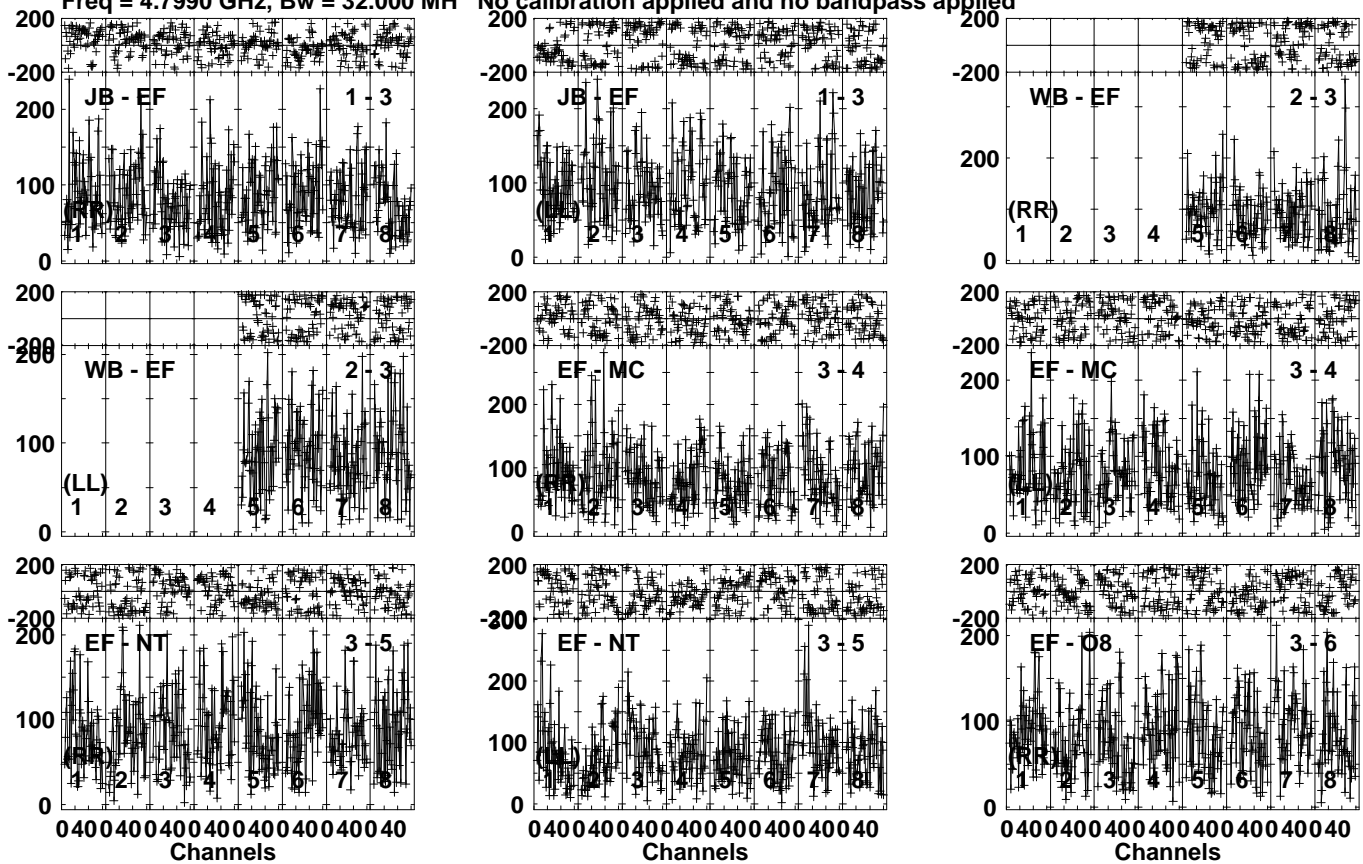 Freq = 4.7990 GHz, Bw = 32.000 MH No calibration applied and no bandpass applied
200
-200
200
100
0
JB - EF 1 - 3
(RR)
1 2 3 4 5 6 7 8
200
-200
200
100
0
JB - EF 1 - 3
(LL)
1 2 3 4 5 6 7 8
200
-200
200
0
WB - EF 2 - 3
(RR)
1 2 3 4 5 6 7 8
200
-200
200
100
0
WB - EF 2 - 3
(LL)
1 2 3 4 5 6 7 8
200
-200
200
100
0
EF - MC 3 - 4
(RR)
1 2 3 4 5 6 7 8
200
-200
200
100
0
EF - MC 3 - 4
(LL)
1 2 3 4 5 6 7 8
200
-200
200
100
0
EF - NT 3 - 5
(RR)
1 2 3 4 5 6 7 8
0 40 0 40 0 40 0 40 0 40 0 40 0 40 0 40
Channels
200
-200
300
200
100
0
EF - NT 3 - 5
(LL)
1 2 3 4 5 6 7 8
0 40 0 40 0 40 0 40 0 40 0 40 0 40 0 40
Channels
200
-200
200
100
0
EF - O8 3 - 6
(RR)
1 2 3 4 5 6 7 8
0 40 0 40 0 40 0 40 0 40 0 40 0 40 0 40
Channels